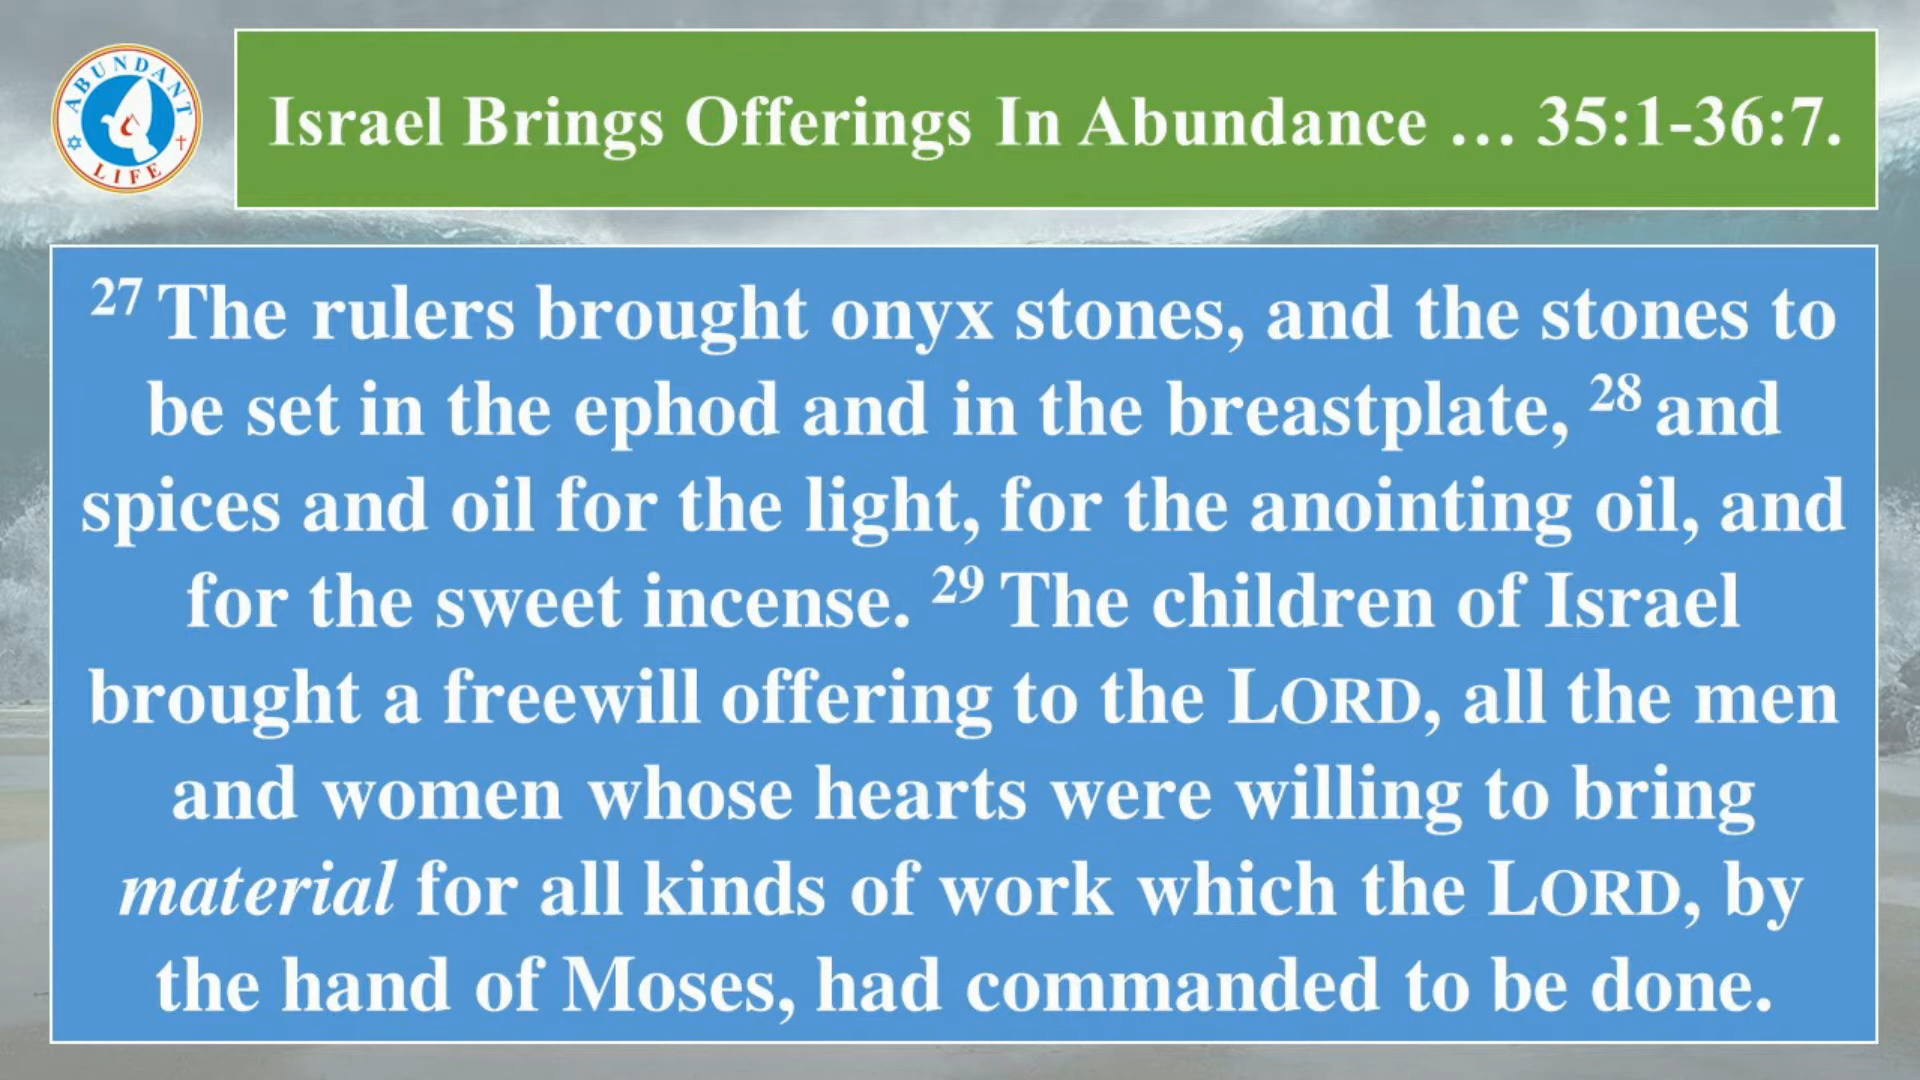 ABUNDANT
LIFE
Israel Brings Offerings In Abundance … 35:1-36:7.
27 The rulers brought onyx stones, and the stones to
be set in the ephod and in the breastplate, 28 and
spices and oil for the light, for the anointing oil, and
for the sweet incense. 29 The children of Israel
brought a freewill offering to the LORD, all the men
and women whose hearts were willing to bring
material for all kinds of work which the LORD, by
the hand of Moses, had commanded to be done.